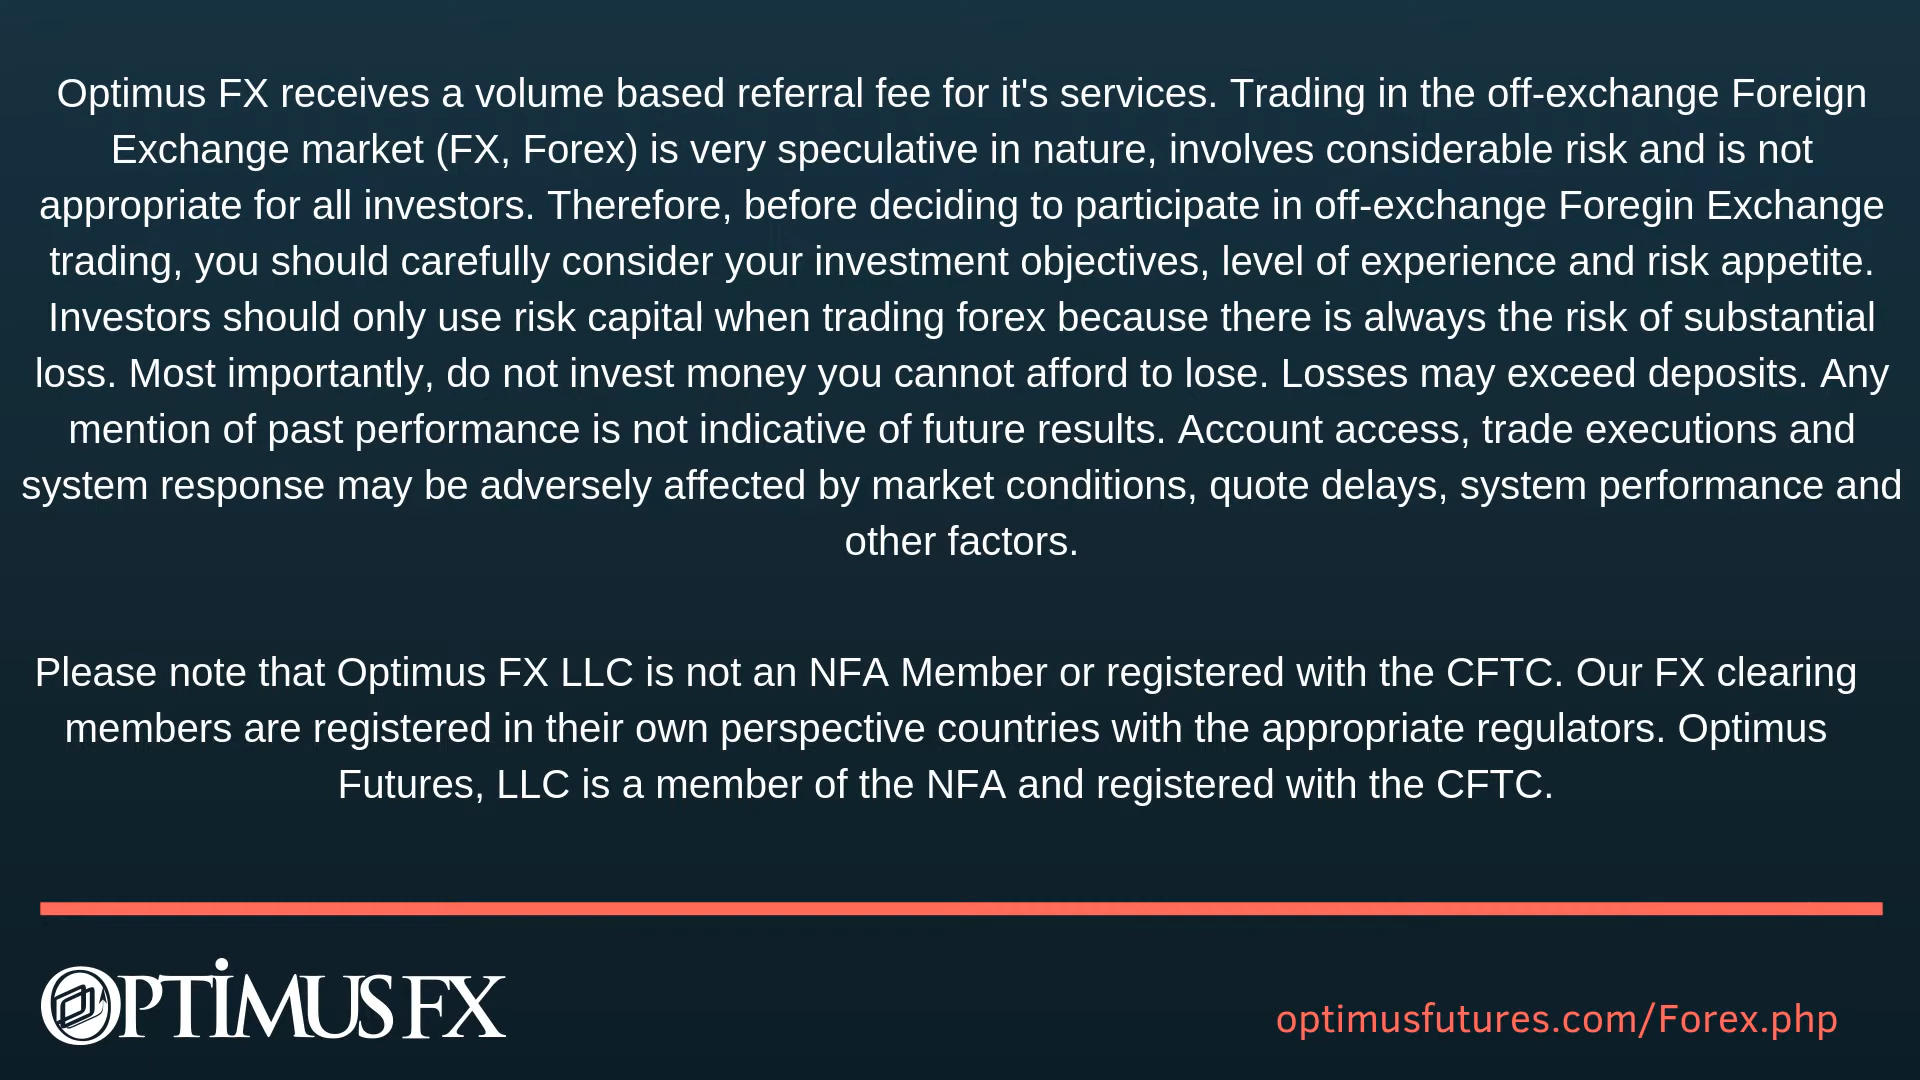 Optimus FX receives a volume based referral fee for it's services. Trading in the off-exchange Foreign
Exchange market (FX, Forex) is very speculative in nature, involves considerable risk and is not
appropriate for all investors. Therefore, before deciding to participate in off-exchange Foregin Exchange
trading, you should carefully consider your investment objectives, level of experience and risk appetite.
Investors should only use risk capital when trading forex because there is always the risk of substantial
loss. Most importantly, do not invest money you cannot afford to lose. Losses may exceed deposits. Any
mention of past performance is not indicative of future results. Account access, trade executions and
system response may be adversely affected by market conditions, quote delays, system performance and
other factors.
Please note that Optimus FX LLC is not an NFA Member or registered with the CFTC. Our FX clearing
members are registered in their own perspective countries with the appropriate regulators. Optimus
Futures, LLC is a member of the NFA and registered with the CFTC.
OPTIMUS FX
optimusfutures.com/Forex.php